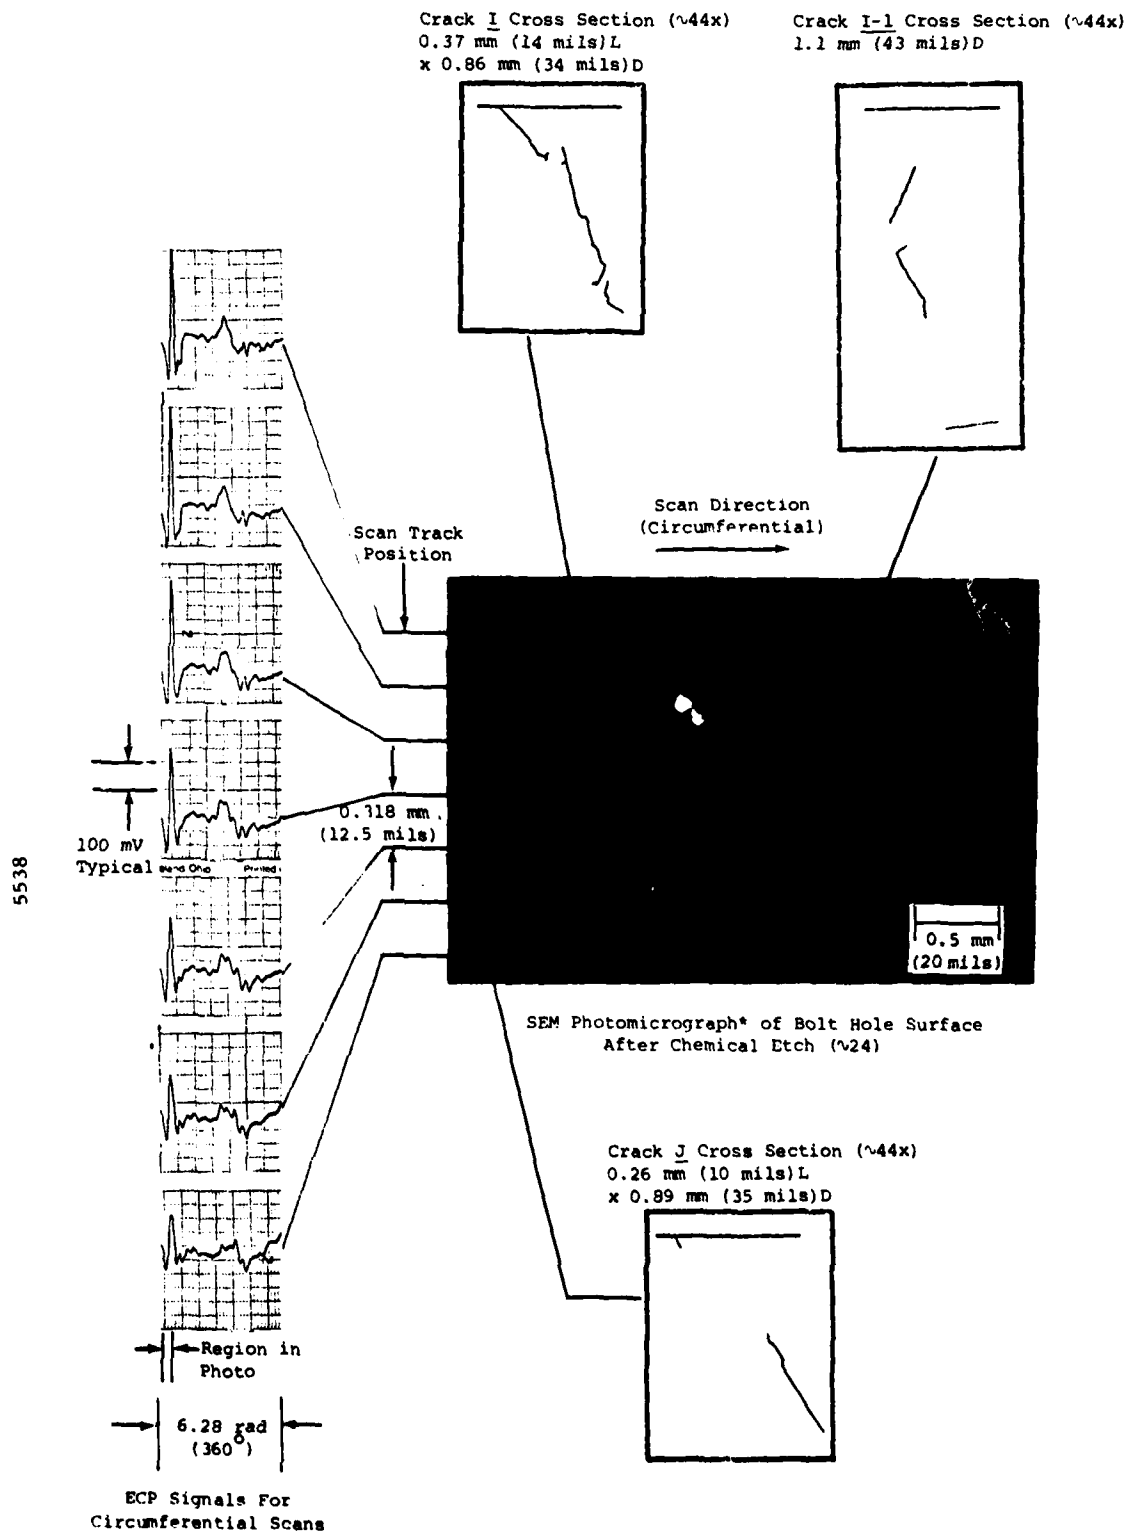 Crack I Cross Section (~44x)
0.37 mm (14 mils)L
x 0.86 mm (34 mils)D
Crack I-1 Cross Section (~44x)
1.1 mm (43 mils)D
Scan Direction
(Circumferential)
Scan Track
Position
N
0.318 mm
(12.5 mils)
100 mV
Typical
Ohio Printed
5538
0.5 mm
(20 mils)
SEM Photomicrograph* of Bolt Hole Surface
After Chemical Etch (~24)
Crack J Cross Section (~44x)
0.26 mm (10 mils)L
x 0.89 mm (35 mils)D
Region in
Photo
6.28 rad
(360°)
ECP Signals For
Circumferential Scans